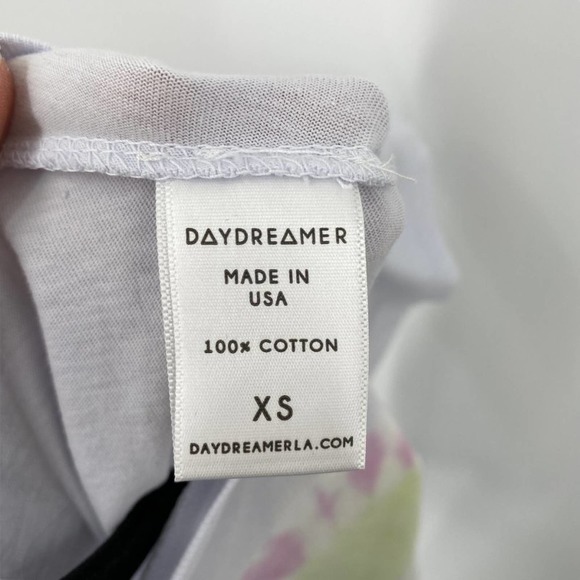 DAYDREAMER
MADE IN
USA
100% COTTON
XS
DAYDREAMERLA.COM